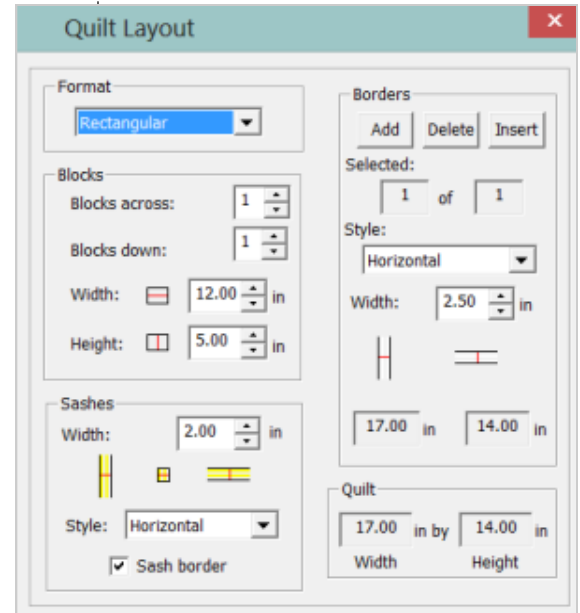 Quilt Layout
×
Format
Rectangular
Blocks
Blocks across: 1
Blocks down: 1
Width: 12.00 in
Height: 5.00 in
Sashes
Width: 2.00 in
Style: Horizontal
Sash border
Borders
Add Delete Insert
Selected:
1 of 1
Style:
Horizontal
Width: 2.50 in
17.00 in 14.00 in
Quilt
17.00 in by 14.00 in
Width Height